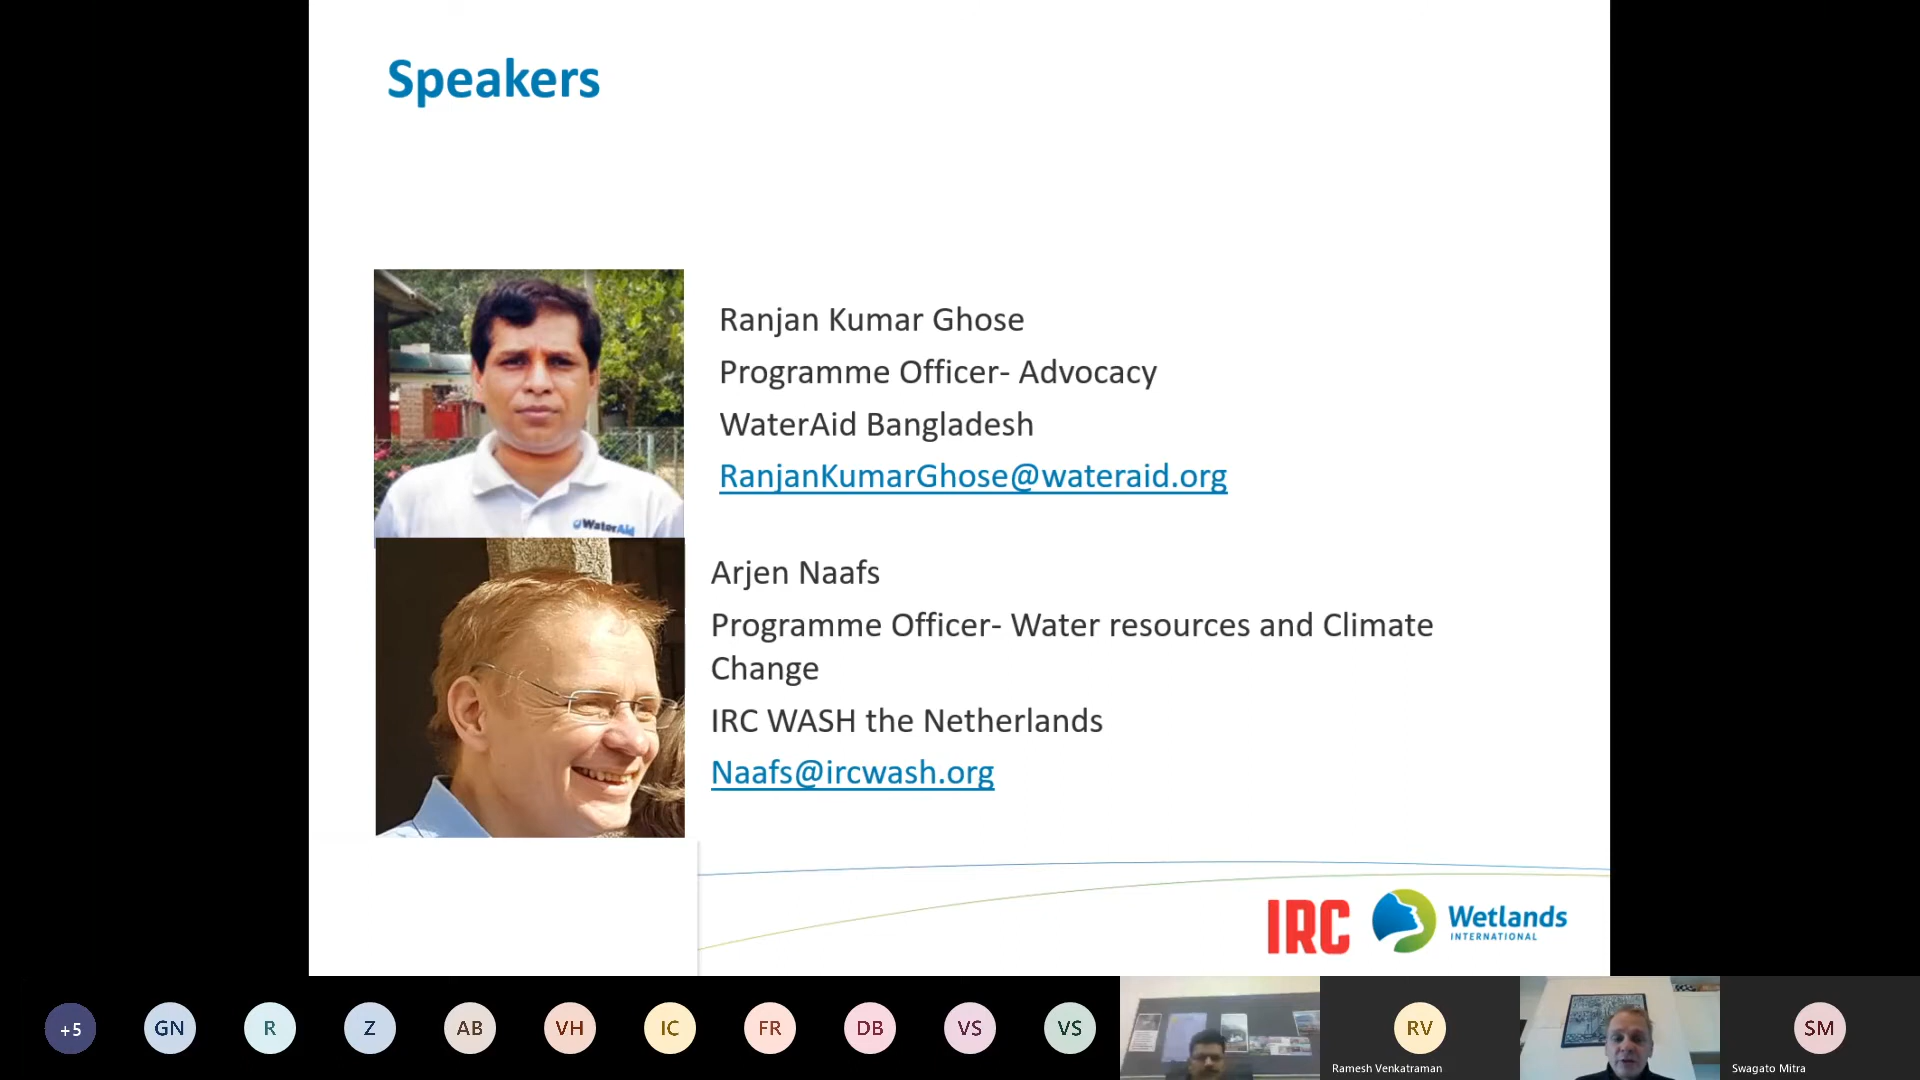 Speakers
Ranjan Kumar Ghose
Programme Officer- Advocacy
WaterAid Bangladesh
RanjanKumarGhose@wateraid.org
WaterAid
Arjen Naafs
Programme Officer- Water resources and Climate
Change
IRC WASH the Netherlands
Naafs@ircwash.org
IRC
Wetlands
INTERNATIONAL
+5
GN
R
Z
AB
VH
IC
FR
DB
VS
VS
RV
Ramesh Venkatraman
SM
Swagato Mitra